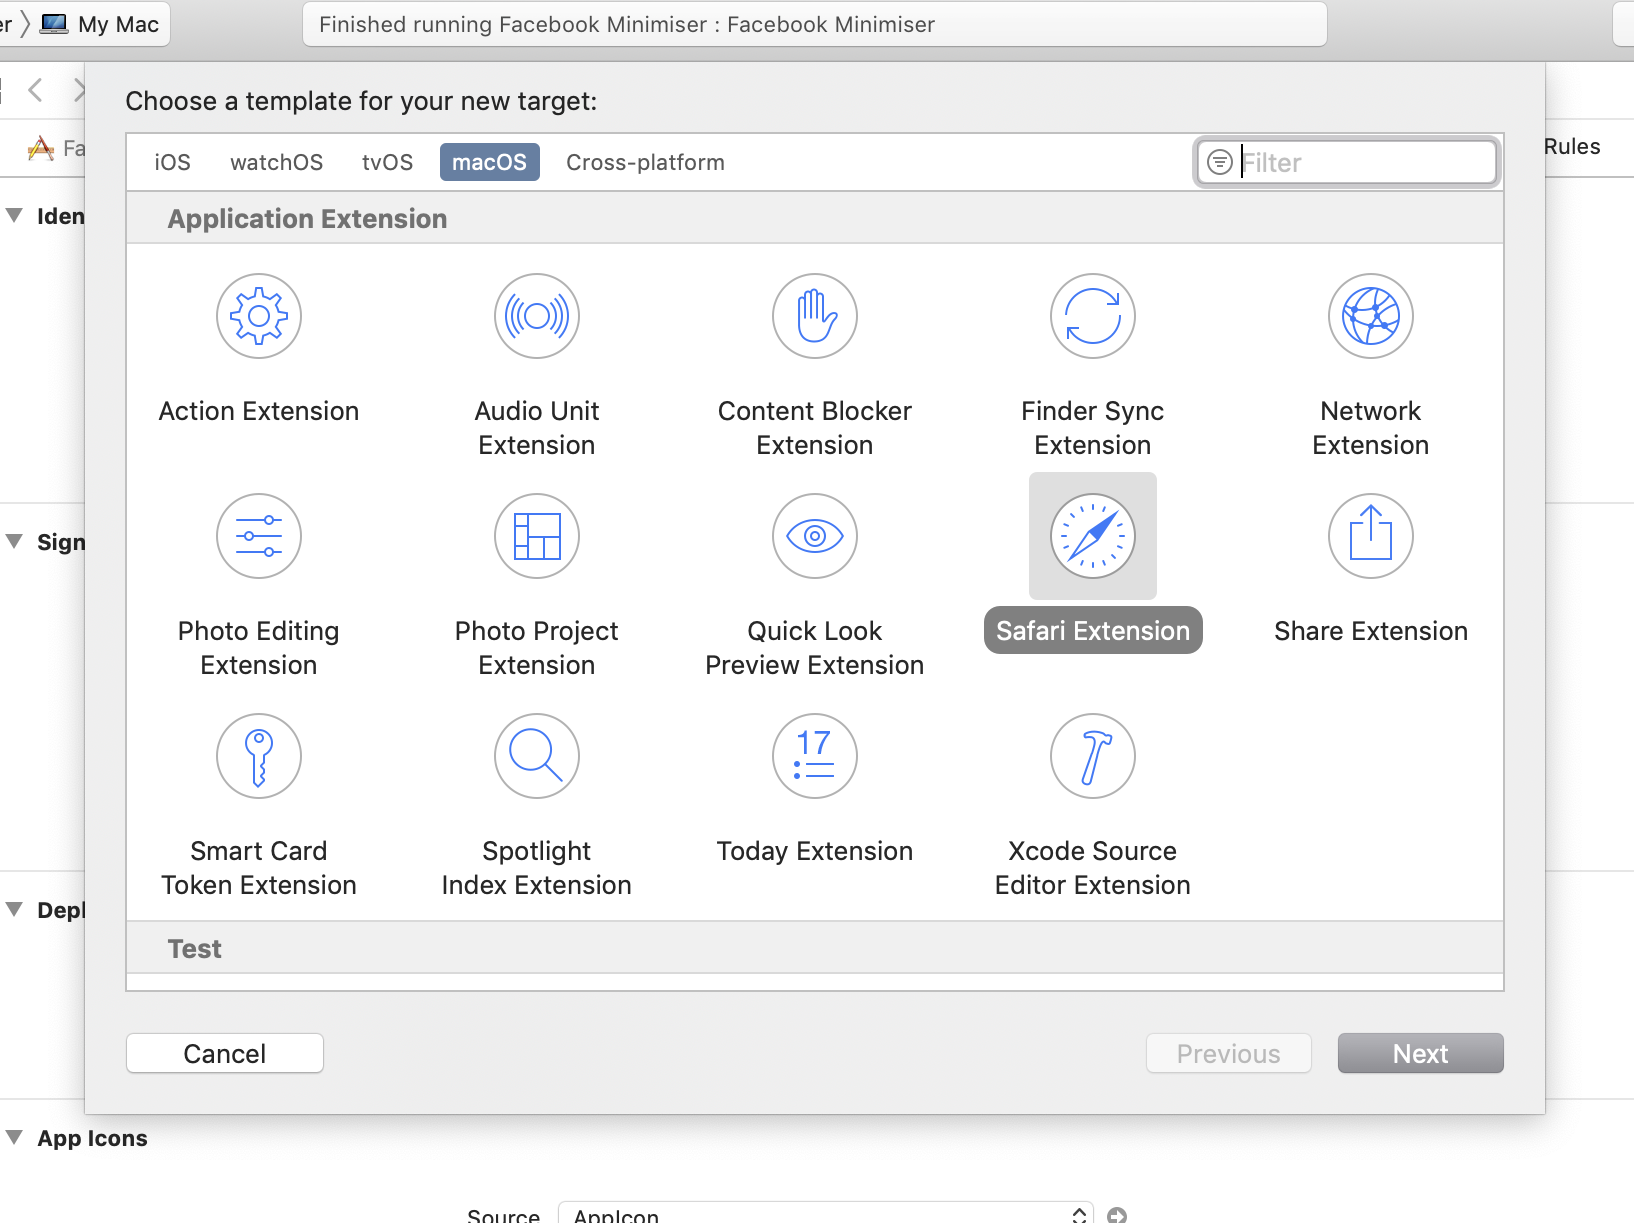 er
My Mac
Finished running Facebook Minimiser : Facebook Minimiser
Choose a template for your new target:
Fa
Rules
iOS
watchOS
tvOS
macOS
Cross-platform
Filter
Iden
Application Extension
Action Extension
Audio Unit
Extension
Content Blocker
Extension
Finder Sync
Extension
Network
Extension
Sign
Photo Editing
Extension
Photo Project
Extension
Quick Look
Preview Extension
Safari Extension
Share Extension
17
Smart Card
Token Extension
Spotlight
Index Extension
Today Extension
Xcode Source
Editor Extension
Depl
Test
Cancel
Previous
Next
App Icons
Source
AppIcon